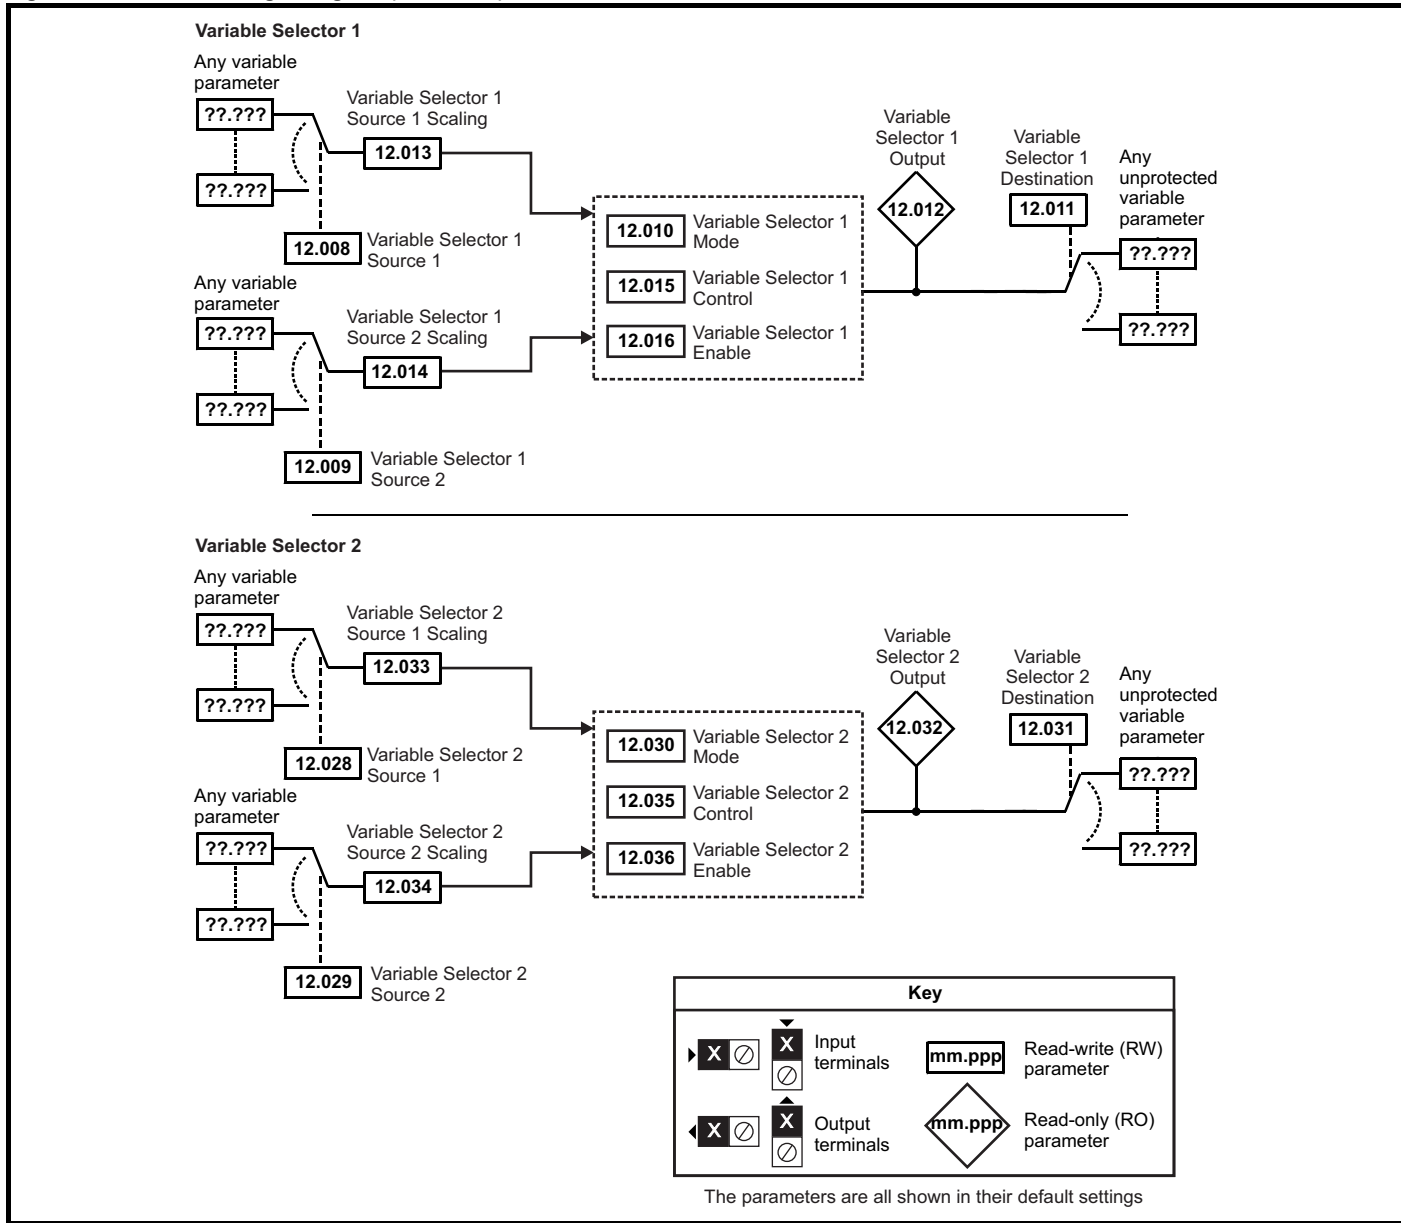 Variable Selector 1
Any variable
parameter
??.???
??.???
Variable Selector 1
Source 1 Scaling
12.013
12.008
Variable Selector 1
Source 1
Any variable
parameter
??.???
??.???
Variable Selector 1
Source 2 Scaling
12.014
12.009
Variable Selector 1
Source 2
12.010
Variable Selector 1
Mode
12.015
Variable Selector 1
Control
12.016
Variable Selector 1
Enable
Variable
Selector 1
Output
12.012
Variable
Selector 1
Destination
12.011
Any
unprotected
variable
parameter
??.???
??.???
Variable Selector 2
Any variable
parameter
??.???
??.???
Variable Selector 2
Source 1 Scaling
12.033
12.028
Variable Selector 2
Source 1
Any variable
parameter
??.???
??.???
Variable Selector 2
Source 2 Scaling
12.034
12.029
Variable Selector 2
Source 2
12.030
Variable Selector 2
Mode
12.035
Variable Selector 2
Control
12.036
Variable Selector 2
Enable
Variable
Selector 2
Output
12.032
Variable
Selector 2
Destination
12.031
Any
unprotected
variable
parameter
??.???
??.???
Key
X
X
Input
terminals
mm.ppp
Read-write (RW)
parameter
X
X
Output
terminals
mm.ppp
Read-only (RO)
parameter
The parameters are all shown in their default settings